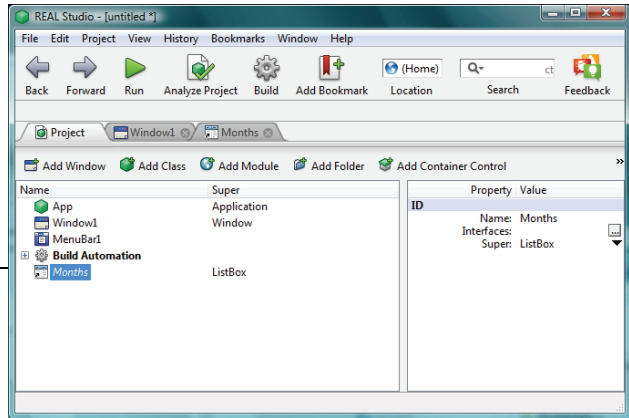 REAL Studio - [untitled *]
File Edit Project View History Bookmarks Window Help
Back Forward Run Analyze Project Build Add Bookmark (Home) Location Search ct Feedback
Project Window1 Months
Add Window Add Class Add Module Add Folder Add Container Control »
Name Super
App Application
Window1 Window
MenuBar1
Build Automation
Months ListBox
Property Value
ID
Name: Months
Interfaces: ...
Super: ListBox